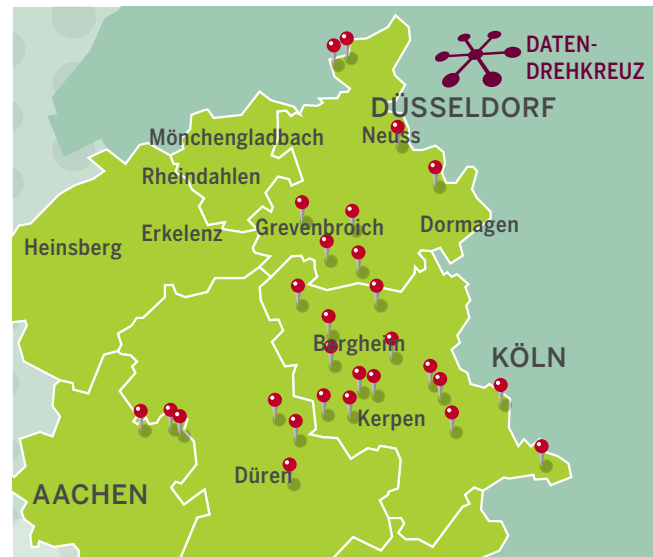 DATEN-
DREHKREUZ
DÜSSELDORF
Mönchengladbach
Neuss
Rheindahlen
Grevenbroich
Dormagen
Erkelenz
Heinsberg
Bergheim
KÖLN
Kerpen
Düren
AACHEN